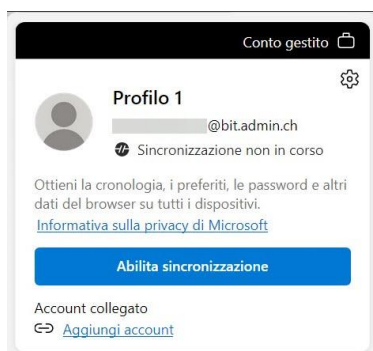 Conto gestito
Profilo 1
@bit.admin.ch
Sincronizzazione non in corso
Ottieni la cronologia, i preferiti, le password e altri
dati del browser su tutti i dispositivi.
Informativa sulla privacy di Microsoft
Abilita sincronizzazione
Account collegato
Aggiungi account